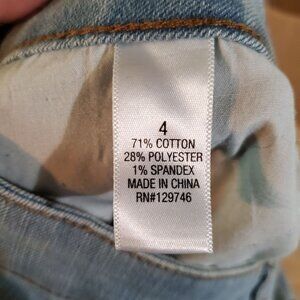 4
71% COTTON
28% POLYESTER
1% SPANDEX
MADE IN CHINA
RN#129746